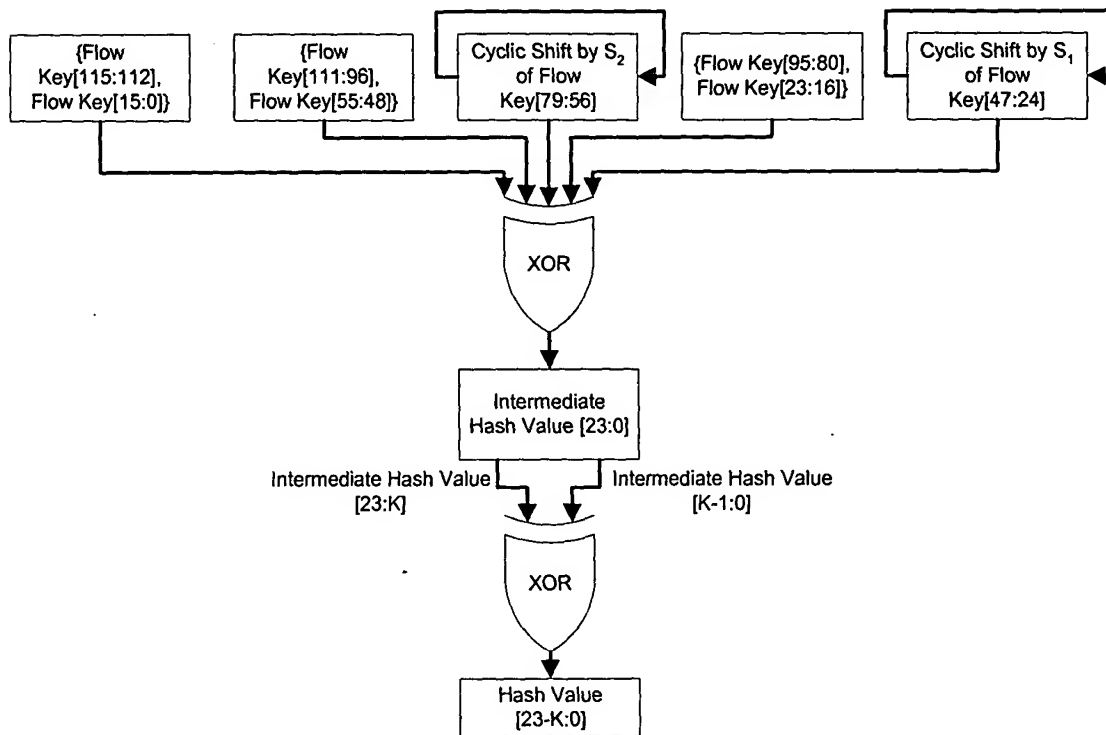 {Flow
Key[115:112],
Flow Key[15:0]}
{Flow
Key[111:96],
Flow Key[55:48]}
Cyclic Shift by S2
of Flow
Key[79:56]
{Flow Key[95:80],
Flow Key[23:16]}
Cyclic Shift by S1
of Flow
Key[47:24]
XOR
Intermediate
Hash Value [23:0]
Intermediate Hash Value
[23:K]
Intermediate Hash Value
[K-1:0]
XOR
Hash Value
[23-K:0]